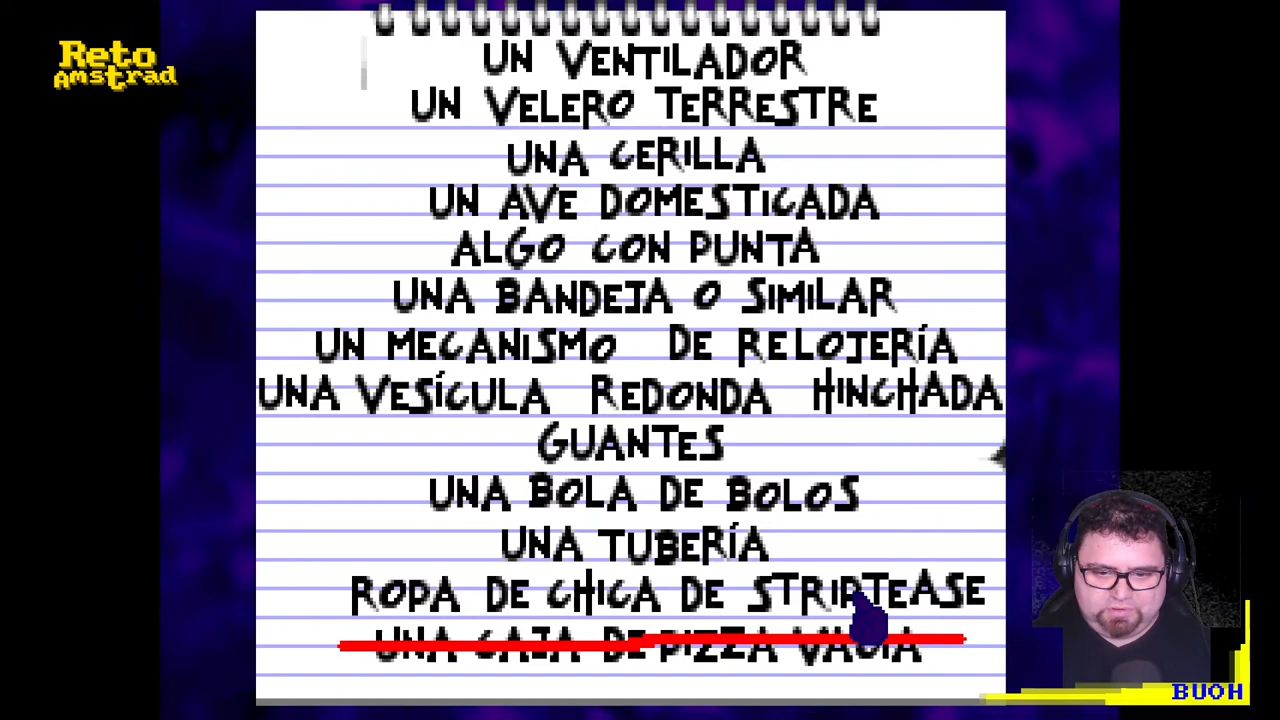 Reto
Amstrad
UN VENTILADOR
UN VELERO TERRESTRE
UNA CERILLA
UN AVE DOMESTICADA
ALGO CON PUNTA
UNA BANDEJA O SIMILAR
UN MECANISMO DE RELOJERÍA
UNA VESÍCULA REDONDA HINCHADA
GUANTES
UNA BOLA DE BOLOS
UNA TUBERÍA
ROPA DE CHICA DE STRIPTEASE
UNA CAJA DE PIZZA VACIA
BUOH